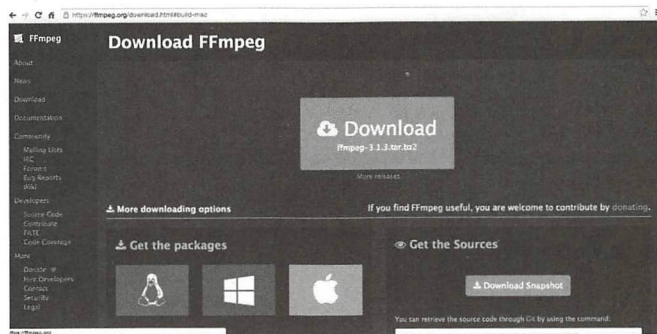 https://ffmpeg.org/download.html#build-mac
FFmpeg
Download FFmpeg
About
News
Download
Documentation
Community
Mailing Lists
IRC
Forums
Bug Reports
Wiki
Developers
Source Code
Contribute
FATE
Code Coverage
More
Donate
Hire Developers
Contact
Security
Legal
Download
ffmpeg-3.1.3.tar.bz2
More releases
More downloading options
If you find FFmpeg useful, you are welcome to contribute by donating.
Get the packages
Get the Sources
Download Snapshot
You can retrieve the source code through Git by using the command:
https://ffmpeg.org